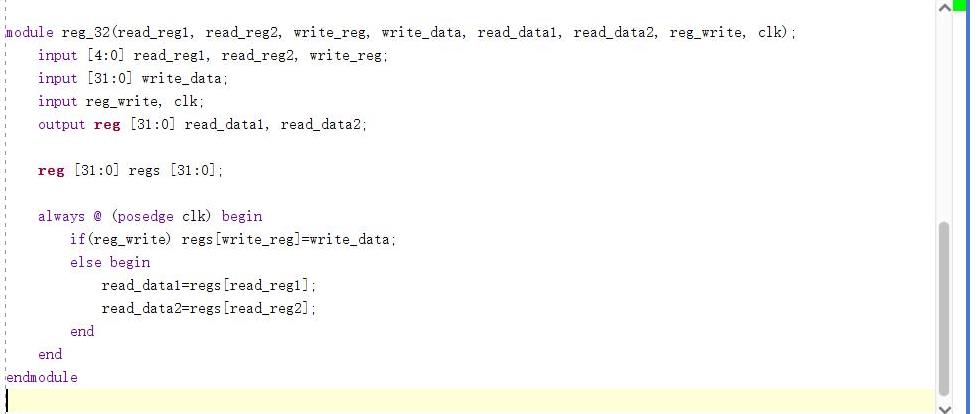 module reg_32(read_reg1, read_reg2, write_reg, write_data, read_data1, read_data2, reg_write, clk);
    input [4:0] read_reg1, read_reg2, write_reg;
    input [31:0] write_data;
    input reg_write, clk;
    output reg [31:0] read_data1, read_data2;

    reg [31:0] regs [31:0];

    always @ (posedge clk) begin
        if(reg_write) regs[write_reg]=write_data;
        else begin
            read_data1=regs[read_reg1];
            read_data2=regs[read_reg2];
        end
    end
endmodule